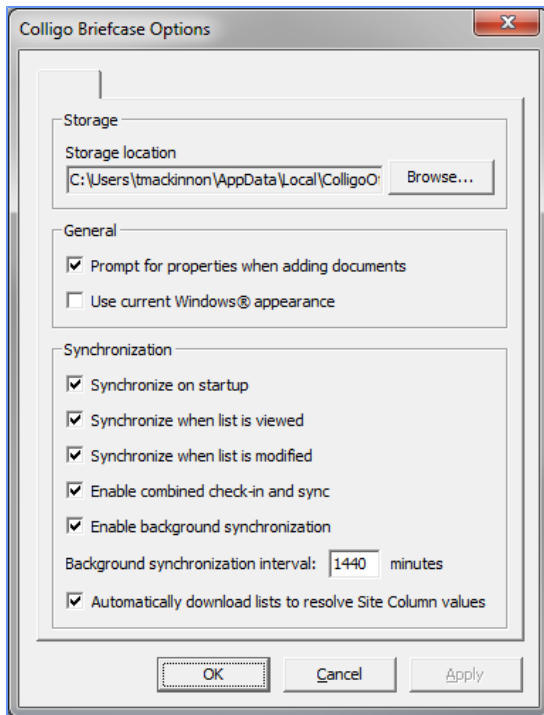 Colligo Briefcase Options
Storage
Storage location
C:\Users\tmackinnon\AppData\Local\ColligoO
Browse...
General
Prompt for properties when adding documents
Use current Windows® appearance
Synchronization
Synchronize on startup
Synchronize when list is viewed
Synchronize when list is modified
Enable combined check-in and sync
Enable background synchronization
Background synchronization interval: 1440 minutes
Automatically download lists to resolve Site Column values
OK Cancel Apply